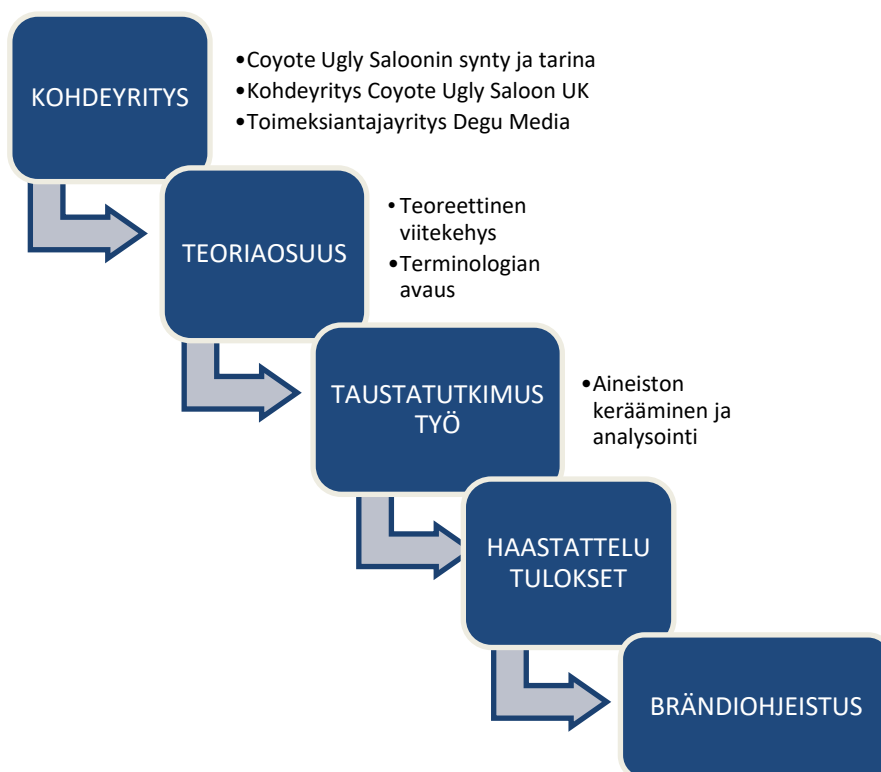 KOHDEYRITYS
•Coyote Ugly Saloonin synty ja tarina
•Kohdeyritys Coyote Ugly Saloon UK
•Toimeksiantajayritys Degu Media
TEORIAOSUUS
• Teoreettinen
viitekehys
•Terminologian
avaus
TAUSTATUTKIMUS
TYÖ
•Aineiston
kerääminen ja
analysointi
HAASTATTELU
TULOKSET
BRÄNDIOHJEISTUS